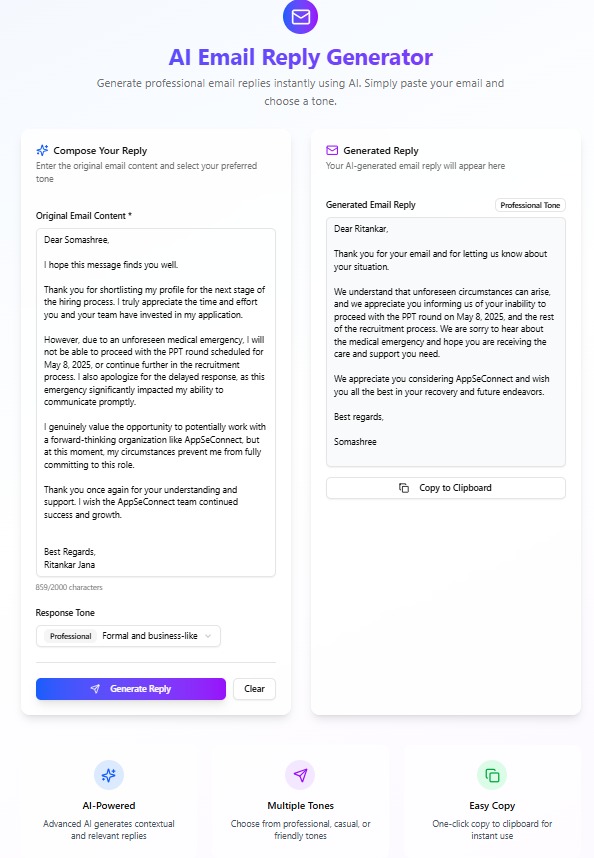 AI Email Reply Generator
Generate professional email replies instantly using AI. Simply paste your email and
choose a tone.
Compose Your Reply
Enter the original email content and select your preferred
tone
Original Email Content *
Dear Somashree,
I hope this message finds you well.
Thank you for shortlisting my profile for the next stage of
the hiring process. I truly appreciate the time and effort
you and your team have invested in my application.
However, due to an unforeseen medical emergency, I will
not be able to proceed with the PPT round scheduled for
May 8, 2025, or continue further in the recruitment
process. I also apologize for the delayed response, as this
emergency significantly impacted my ability to
communicate promptly.
I genuinely value the opportunity to potentially work with
a forward-thinking organization like AppSeConnect, but
at this moment, my circumstances prevent me from fully
committing to this role.
Thank you once again for your understanding and
support. I wish the AppSeConnect team continued
success and growth.
Best Regards,
Ritankar Jana
859/2000 characters
Response Tone
Professional Formal and business-like
Generate Reply Clear
Generated Reply
Your AI-generated email reply will appear here
Generated Email Reply Professional Tone
Dear Ritankar,
Thank you for your email and for letting us know about
your situation.
We understand that unforeseen circumstances can arise,
and we appreciate you informing us of your inability to
proceed with the PPT round on May 8, 2025, and the rest
of the recruitment process. We are sorry to hear about
the medical emergency and hope you are receiving the
care and support you need.
We appreciate you considering AppSeConnect and wish
you all the best in your recovery and future endeavors.
Best regards,
Somashree
Copy to Clipboard
AI-Powered
Advanced AI generates contextual
and relevant replies
Multiple Tones
Choose from professional, casual, or
friendly tones
Easy Copy
One-click copy to clipboard for
instant use